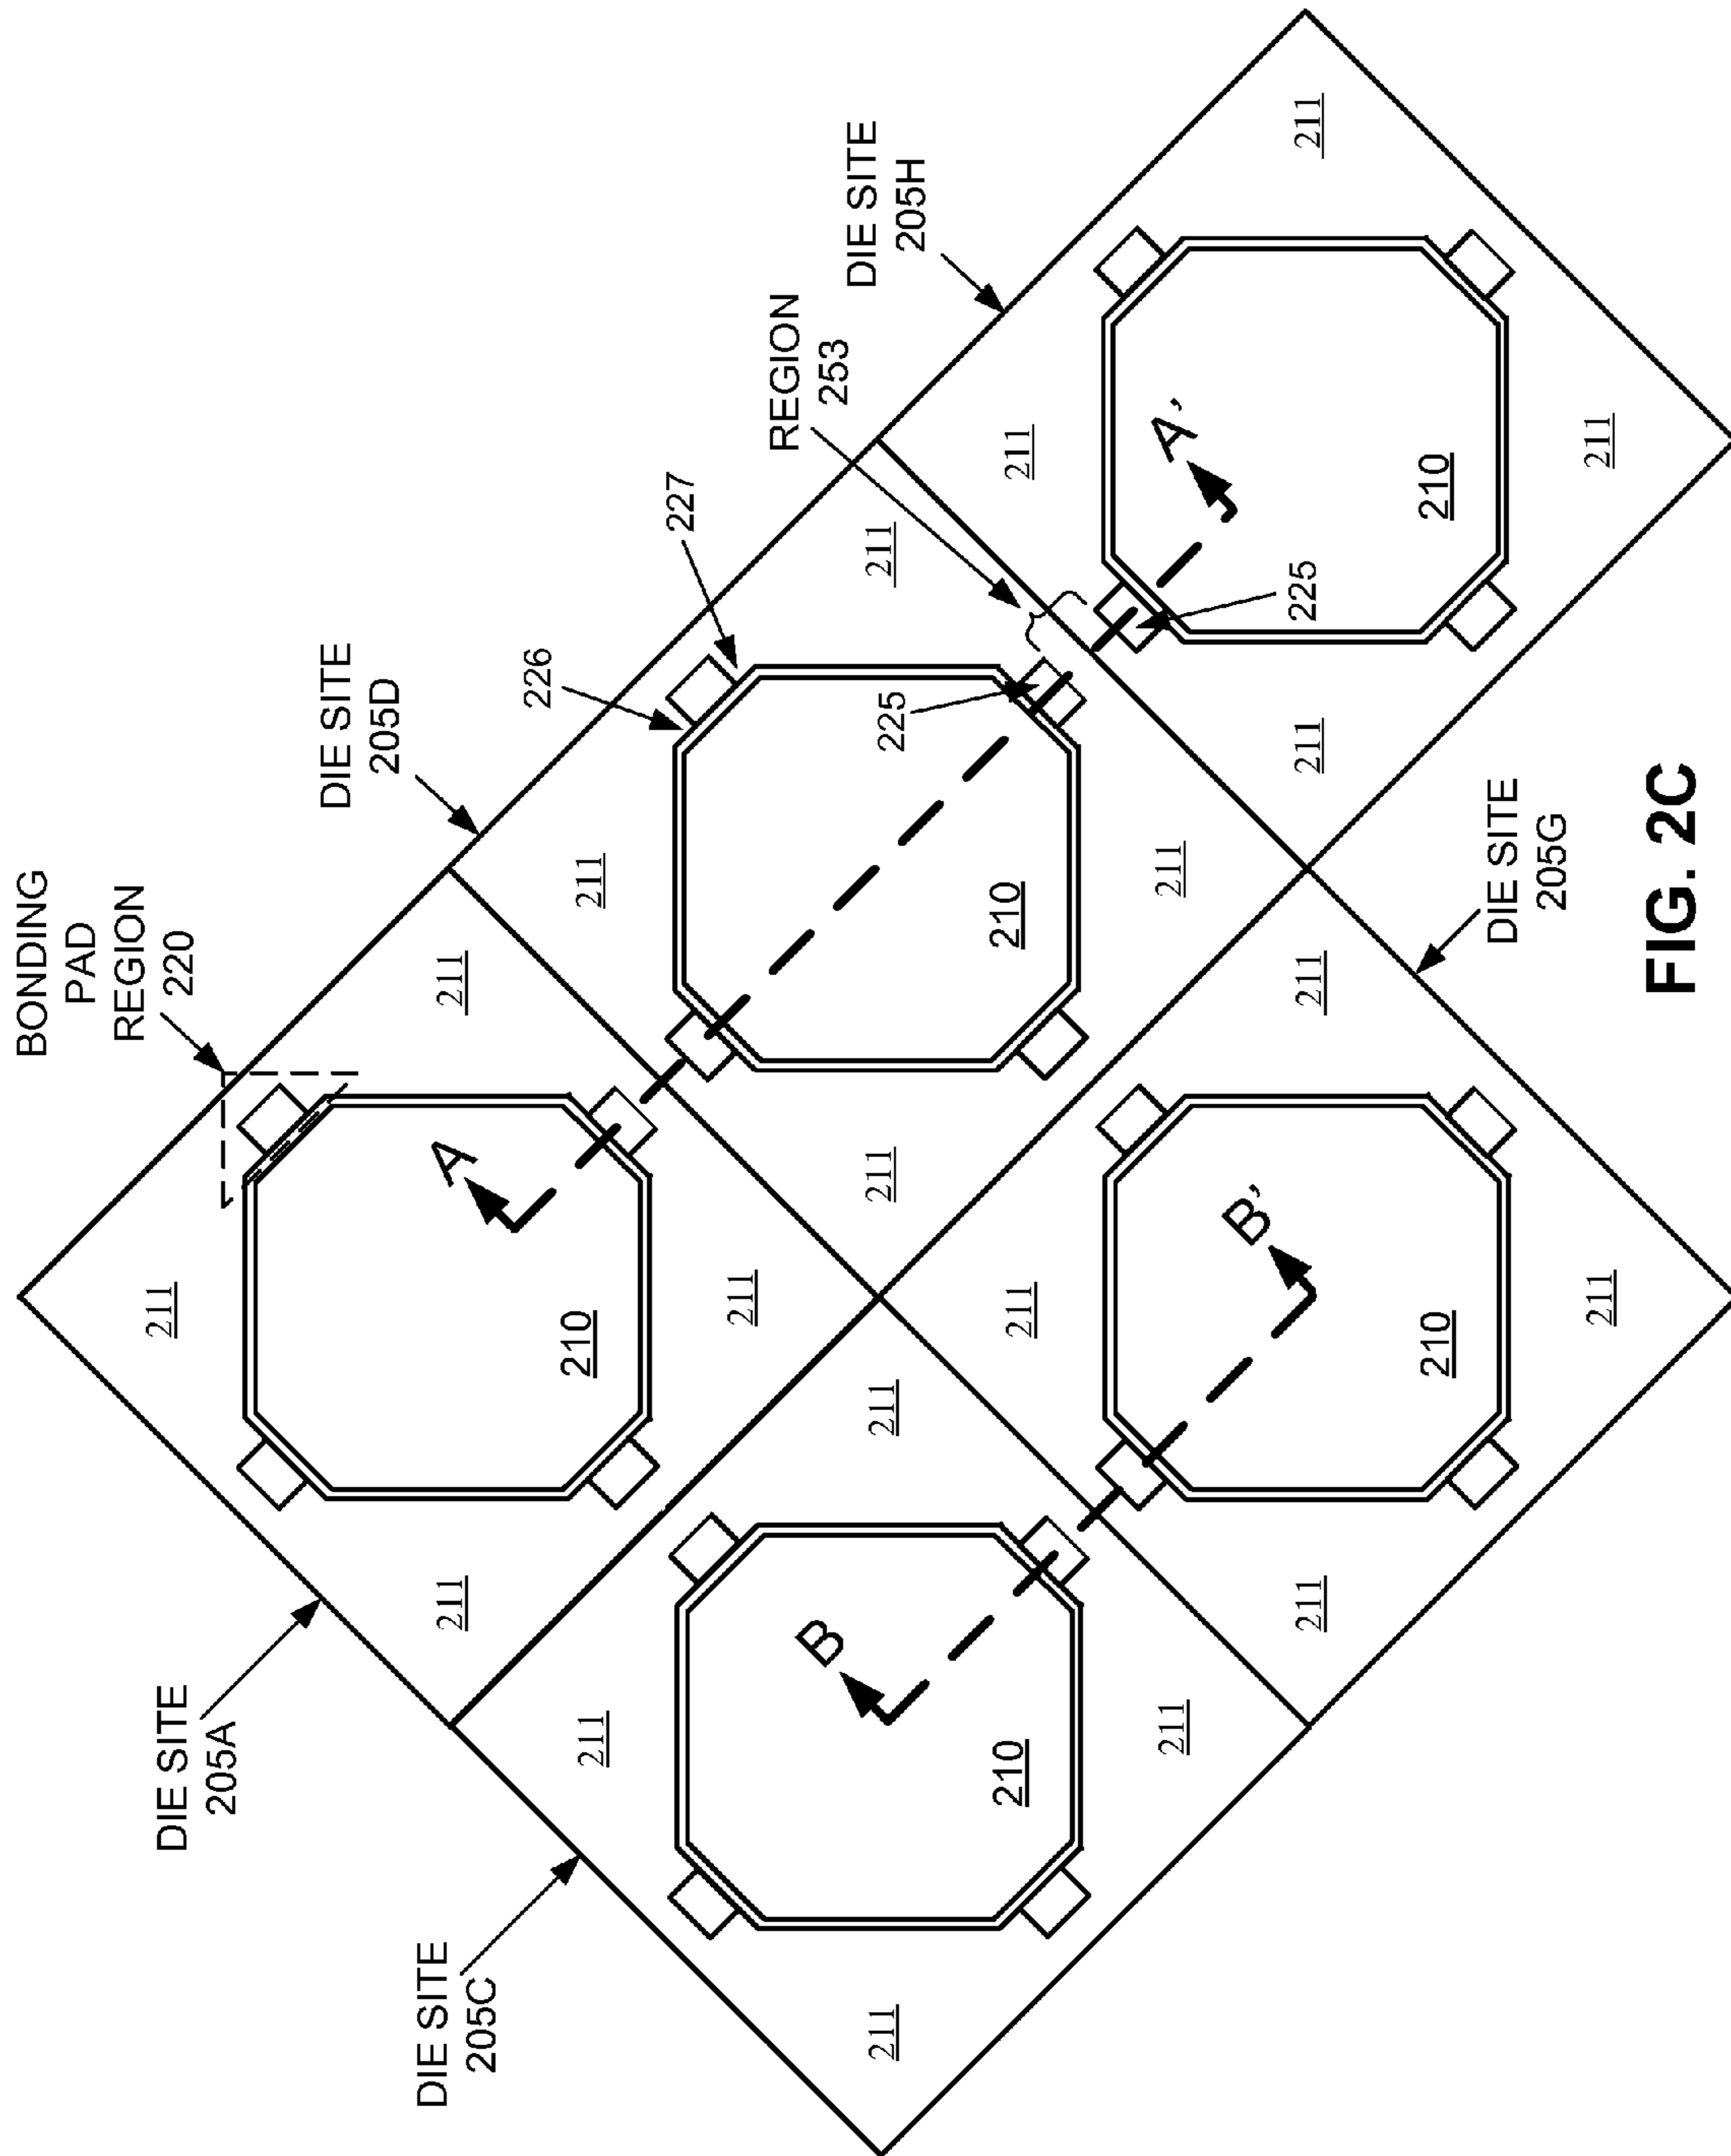 BONDING
PAD
REGION
220
211
DIE SITE
205A
DIE SITE
205D
DIE SITE
205C
211
A
211
226
210
211
211
227
211
REGION
253
B
DIE SITE
205H
211
211
211
225
211
210
211
210
211
211
211
A’
B’
211
211
211
225
211
210
210
DIE SITE
205G
211
211
FIG. 2C